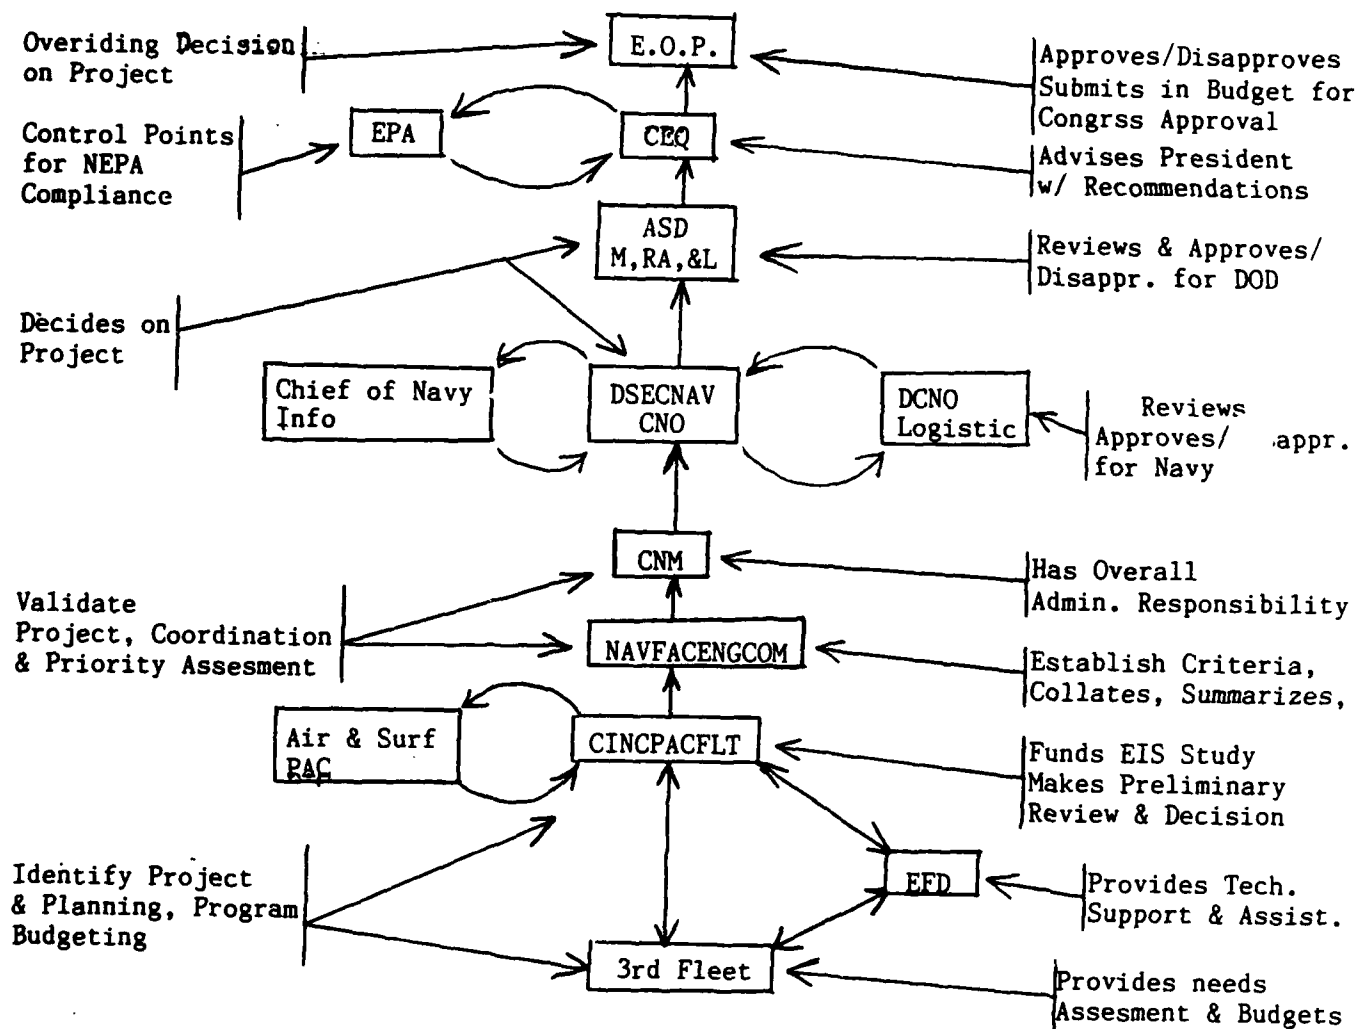 Overiding Decision
on Project
E.O.P.
Approves/Disapproves
Submits in Budget for
Congrss Approval
Control Points
for NEPA
Compliance
EPA
CEQ
Advises President
w/ Recommendations
ASD
M,RA,&L
Reviews & Approves/
Disappr. for DOD
Decides on
Project
Chief of Navy
Info
DSECNAV
CNO
DCNO
Logistic
Reviews
Approves/ appr.
for Navy
CNM
Has Overall
Admin. Responsibility
Validate
Project, Coordination
& Priority Assesment
NAVFACENGCOM
Establish Criteria,
Collates, Summarizes,
Air & Surf
PAC
CINCPACFLT
Funds EIS Study
Makes Preliminary
Review & Decision
Identify Project
& Planning, Program
Budgeting
EFD
Provides Tech.
Support & Assist.
3rd Fleet
Provides needs
Assesment & Budgets